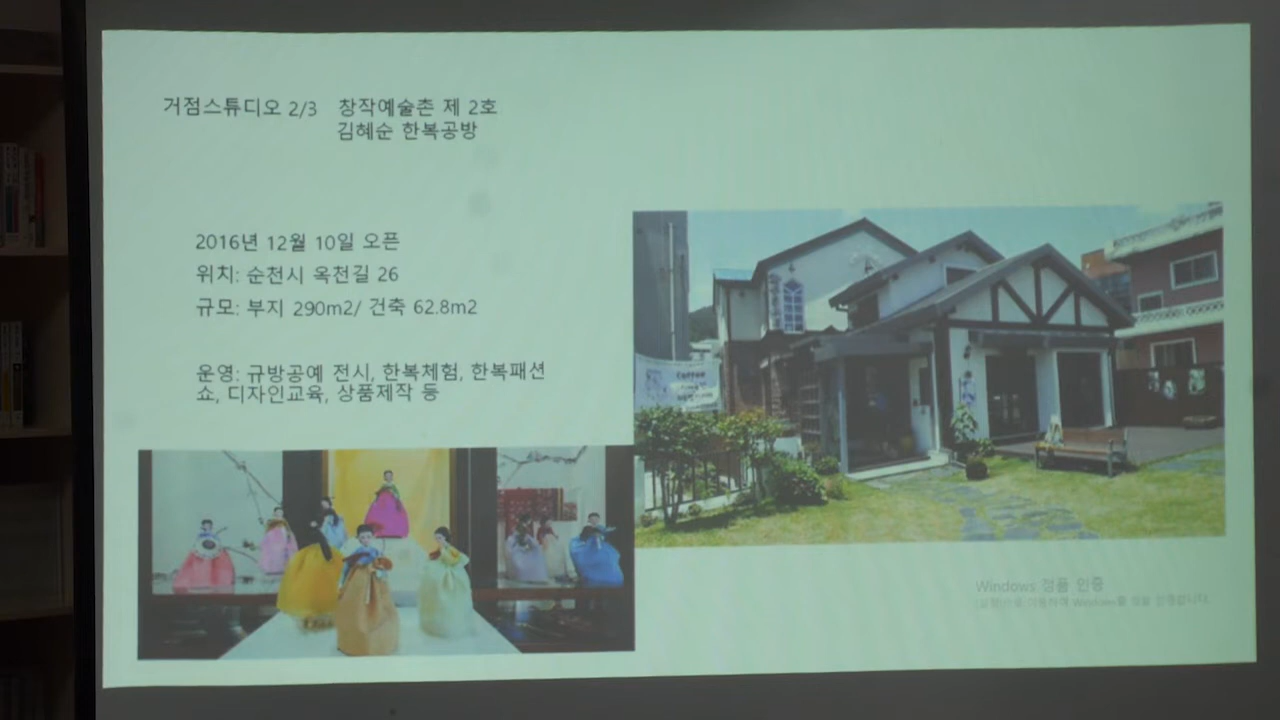 거점스튜디오 2/3 창작예술촌 제 2호
김혜순 한복공방
2016년 12월 10일 오픈
위치: 순천시 옥천길 26
규모: 부지 290m2/ 건축 62.8m2
운영: 규방공예 전시, 한복체험, 한복패션
쇼, 디자인교육, 상품제작 등
Coffee
Windows 정품 인증